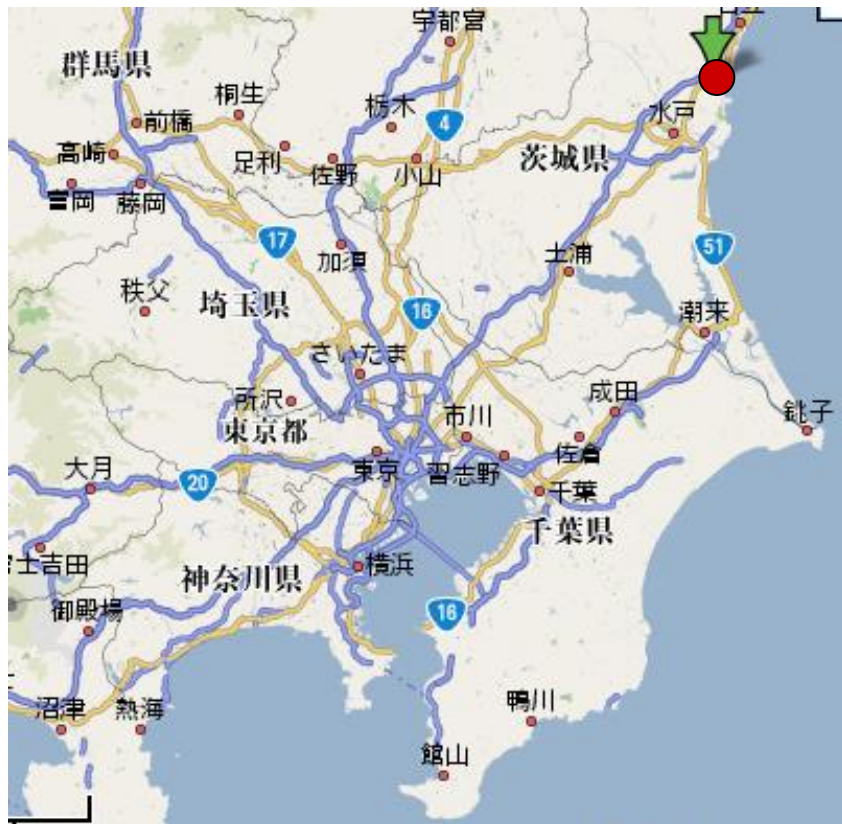 宇都宮
群馬県
桐生
栃木
4
前橋
水戸
高崎
足利
佐野
小山
茨城県
富岡
藤岡
17
加須
土浦
51
秩父
埼玉県
16
潮来
さいたま
所沢
市川
成田
銚子
東京都
佐倉
大月
20
東京
習志野
千葉
千葉県
士吉田
神奈川県
横浜
御殿場
16
沼津
熱海
鴨川
館山